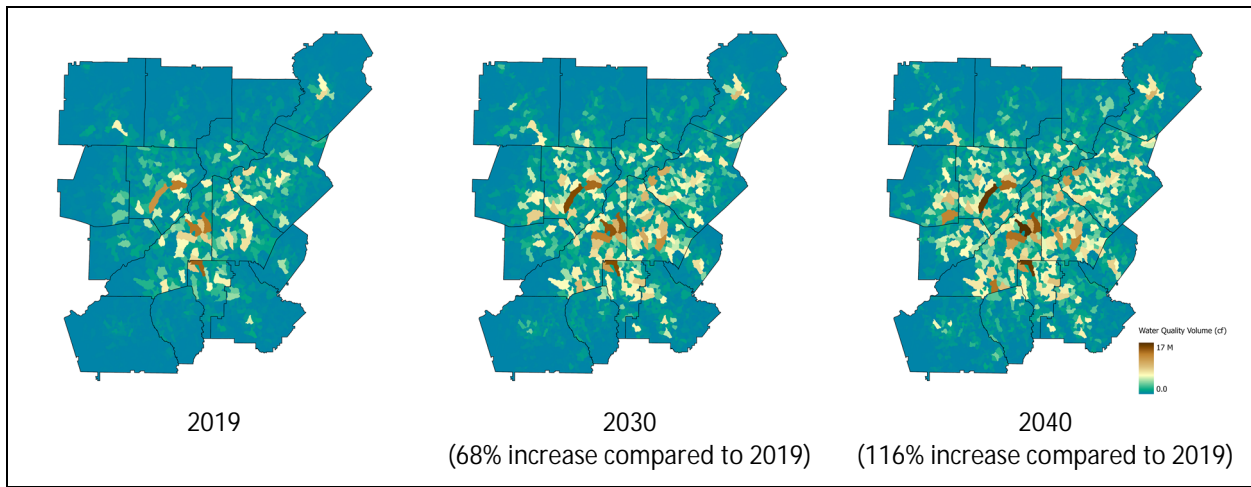 Water Quality Volume (cf)
17 M
0.0
2019
2030
2040
(68% increase compared to 2019)
(116% increase compared to 2019)